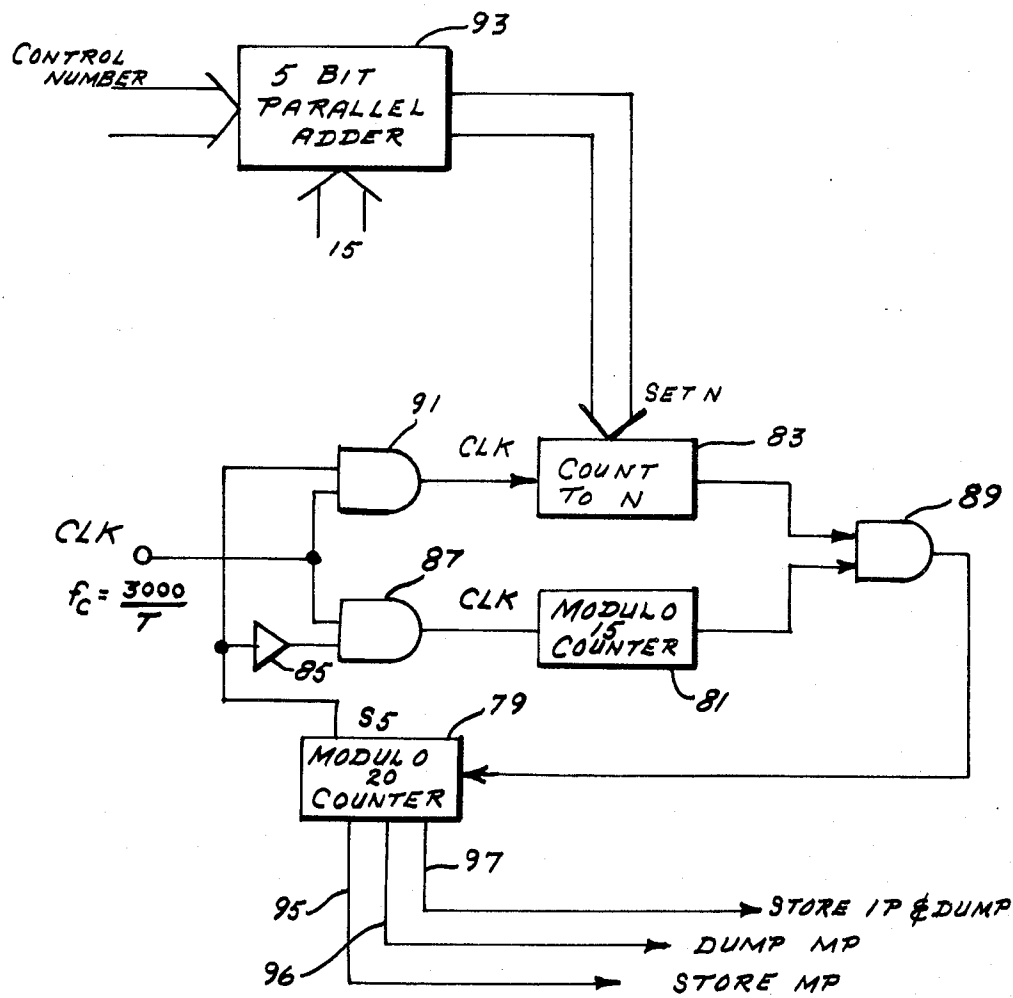 93
CONTROL
NUMBER
5 BIT
PARALLEL
ADDER
15
SET N
91
CLK
83
COUNT
TO N
89
CLK
fc = 3000/T
87
CLK
MODULO
15
COUNTER
85
81
S5
79
MODULO
20
COUNTER
97
95
STORE IP & DUMP
DUMP MP
96
STORE MP